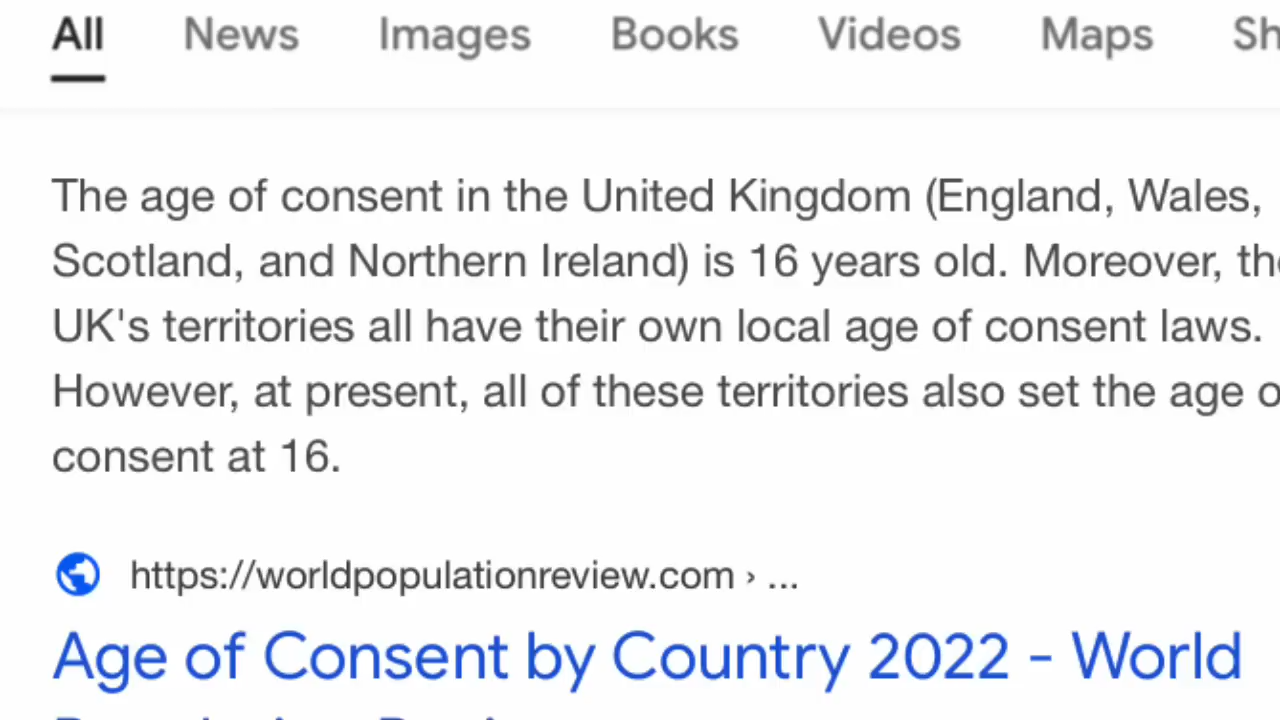 All News Images Books Videos Maps Sh
The age of consent in the United Kingdom (England, Wales,
Scotland, and Northern Ireland) is 16 years old. Moreover, the
UK's territories all have their own local age of consent laws.
However, at present, all of these territories also set the age o
consent at 16.
https://worldpopulationreview.com › ...
Age of Consent by Country 2022 - World